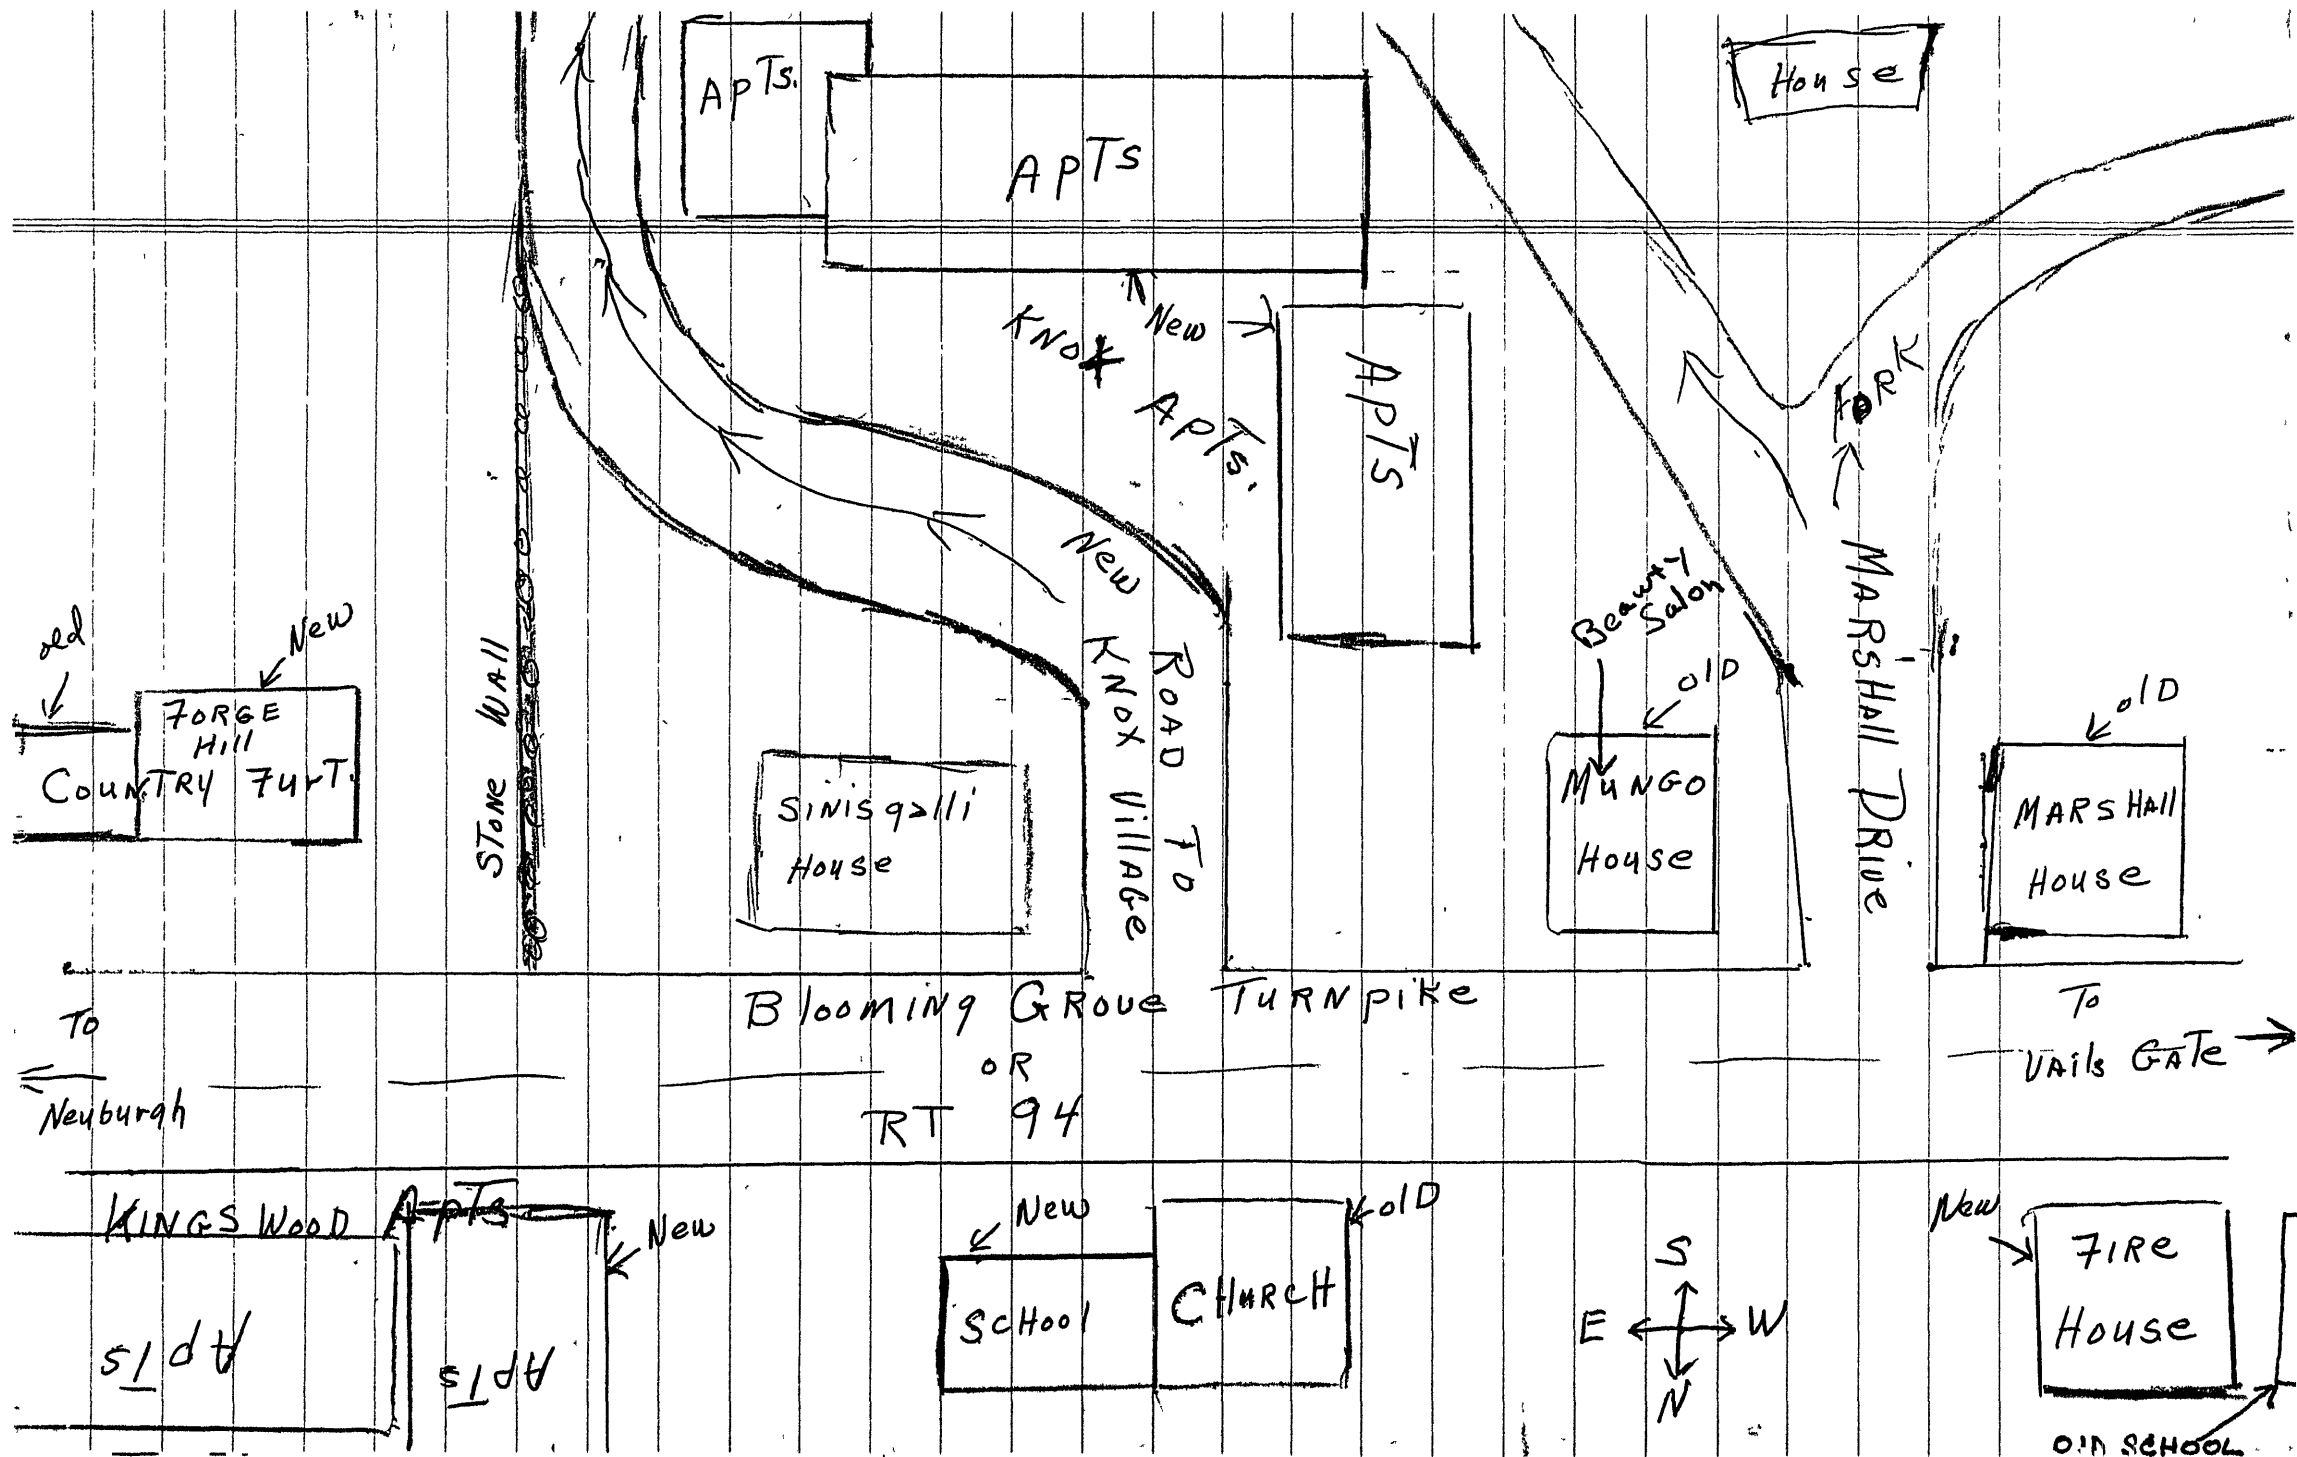 APTS.
House
APTS
New
KNOX
APTS.
APTS
FORK
New
ROAD TO
KNOX Village
MARSHAll DRIVE
Beauty
Salon
old
New
FORGE
Hill
COUNTRY FurT.
STONE WAll
Sinisgalli
House
olD
MUNGO
House
olD
MARSHAll
House
Blooming GROVE TURNpike
OR
RT 94
To
Newburgh
To
VAils GATe
KINGSWOOD APTS
New
APTS
APTS
New
olD
SCHool
CHURCH
S
E W
N
New
FIRe
House
OlD SCHOOL